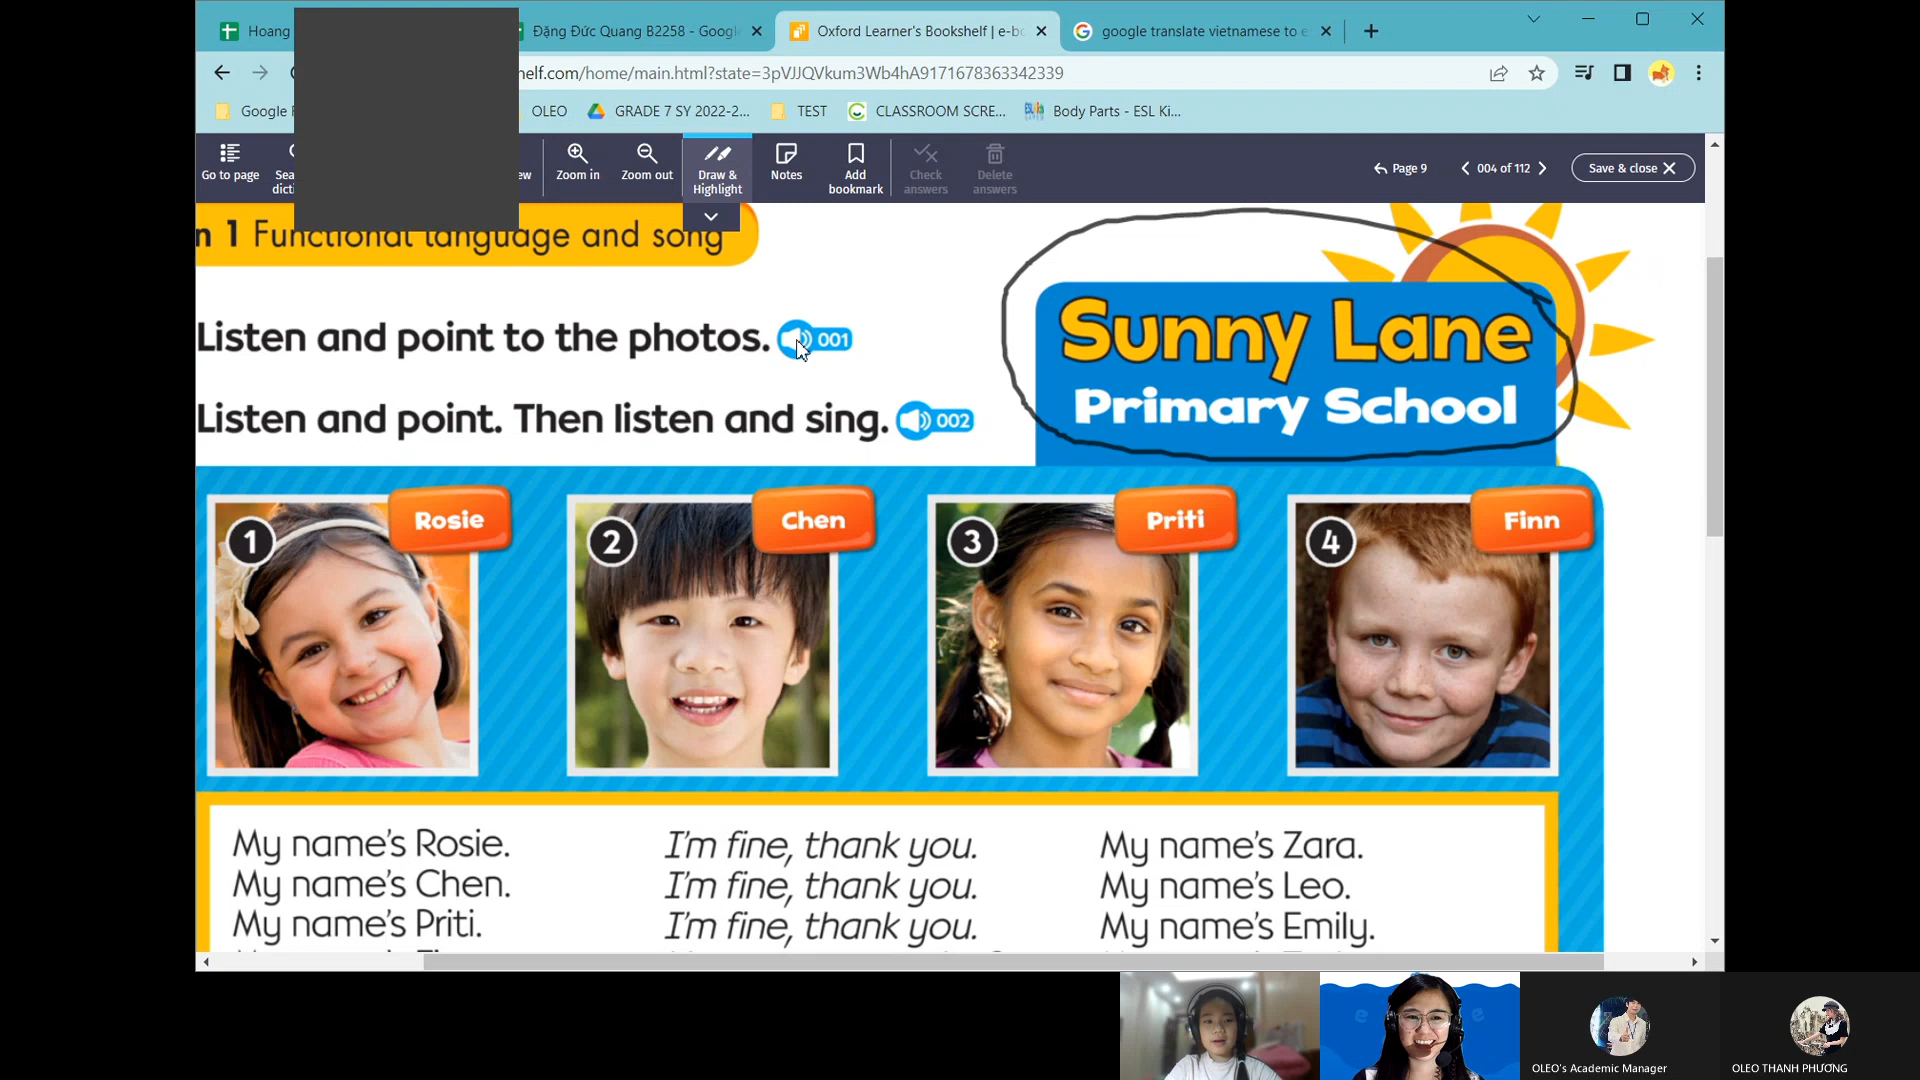 Hoang
Đặng Đức Quang B2258 - Googl
Oxford Learner's Bookshelf | e-bo
google translate vietnamese to e
elf.com/home/main.html?state=3pVJJQVkum3Wb4hA9171678363342339
Google
OLEO
GRADE 7 SY 2022-2...
TEST
CLASSROOM SCRE...
Body Parts - ESL Ki...
Go to page
Zoom in
Zoom out
Draw & Highlight
Notes
Add bookmark
Check answers
Delete answers
Page 9
004 of 112
Save & close
1 Functional language and song
Listen and point to the photos. 001
Listen and point. Then listen and sing. 002
Sunny Lane
Primary School
1 Rosie
2 Chen
3 Priti
4 Finn
My name's Rosie.
My name's Chen.
My name's Priti.
I'm fine, thank you.
I'm fine, thank you.
I'm fine, thank you.
My name's Zara.
My name's Leo.
My name's Emily.
OLEO's Academic Manager
OLEO THANH PHƯƠNG